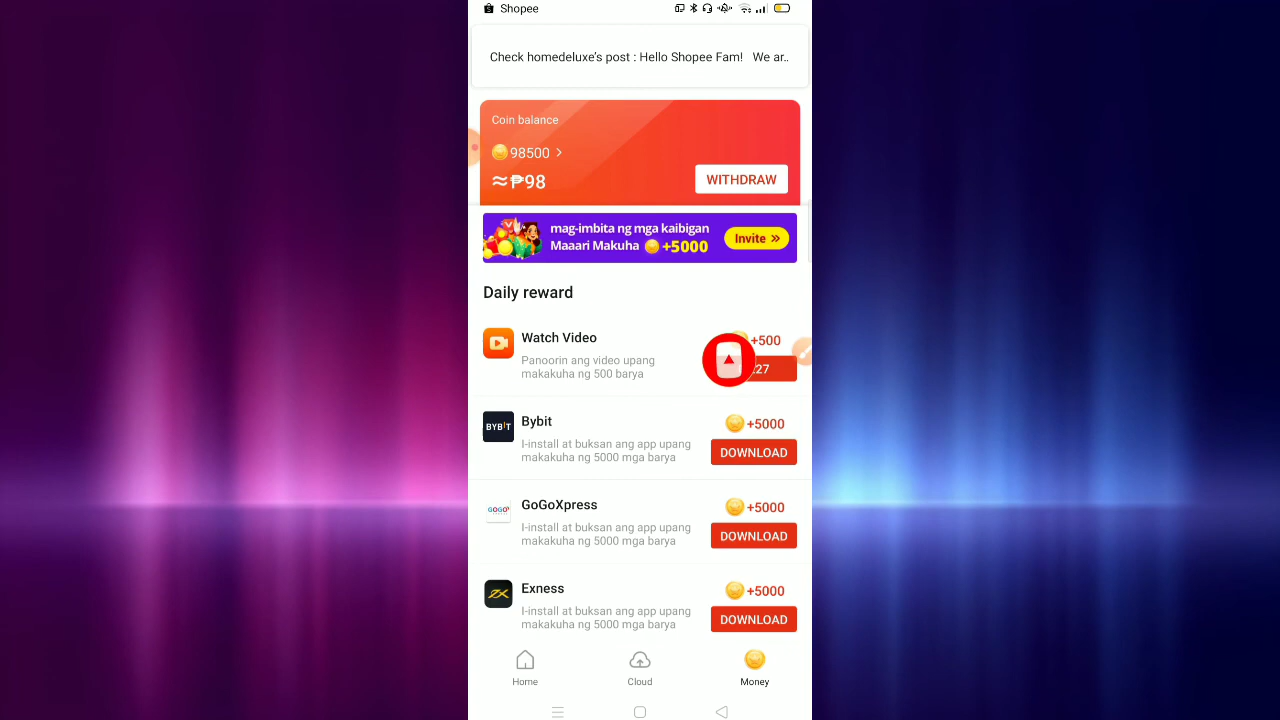 Shopee
Check homedeluxe's post : Hello Shopee Fam! We ar..
Coin balance
98500 >
≈₱98
WITHDRAW
mag-imbita ng mga kaibigan
Maaari Makuha +5000
Invite »
Daily reward
Watch Video
+500
Panoorin ang video upang
makakuha ng 500 barya
27
BYBIT
Bybit
+5000
I-install at buksan ang app upang
makakuha ng 5000 mga barya
DOWNLOAD
GOGO
GoGoXpress
+5000
I-install at buksan ang app upang
makakuha ng 5000 mga barya
DOWNLOAD
Exness
+5000
I-install at buksan ang app upang
makakuha ng 5000 mga barya
DOWNLOAD
Home
Cloud
Money